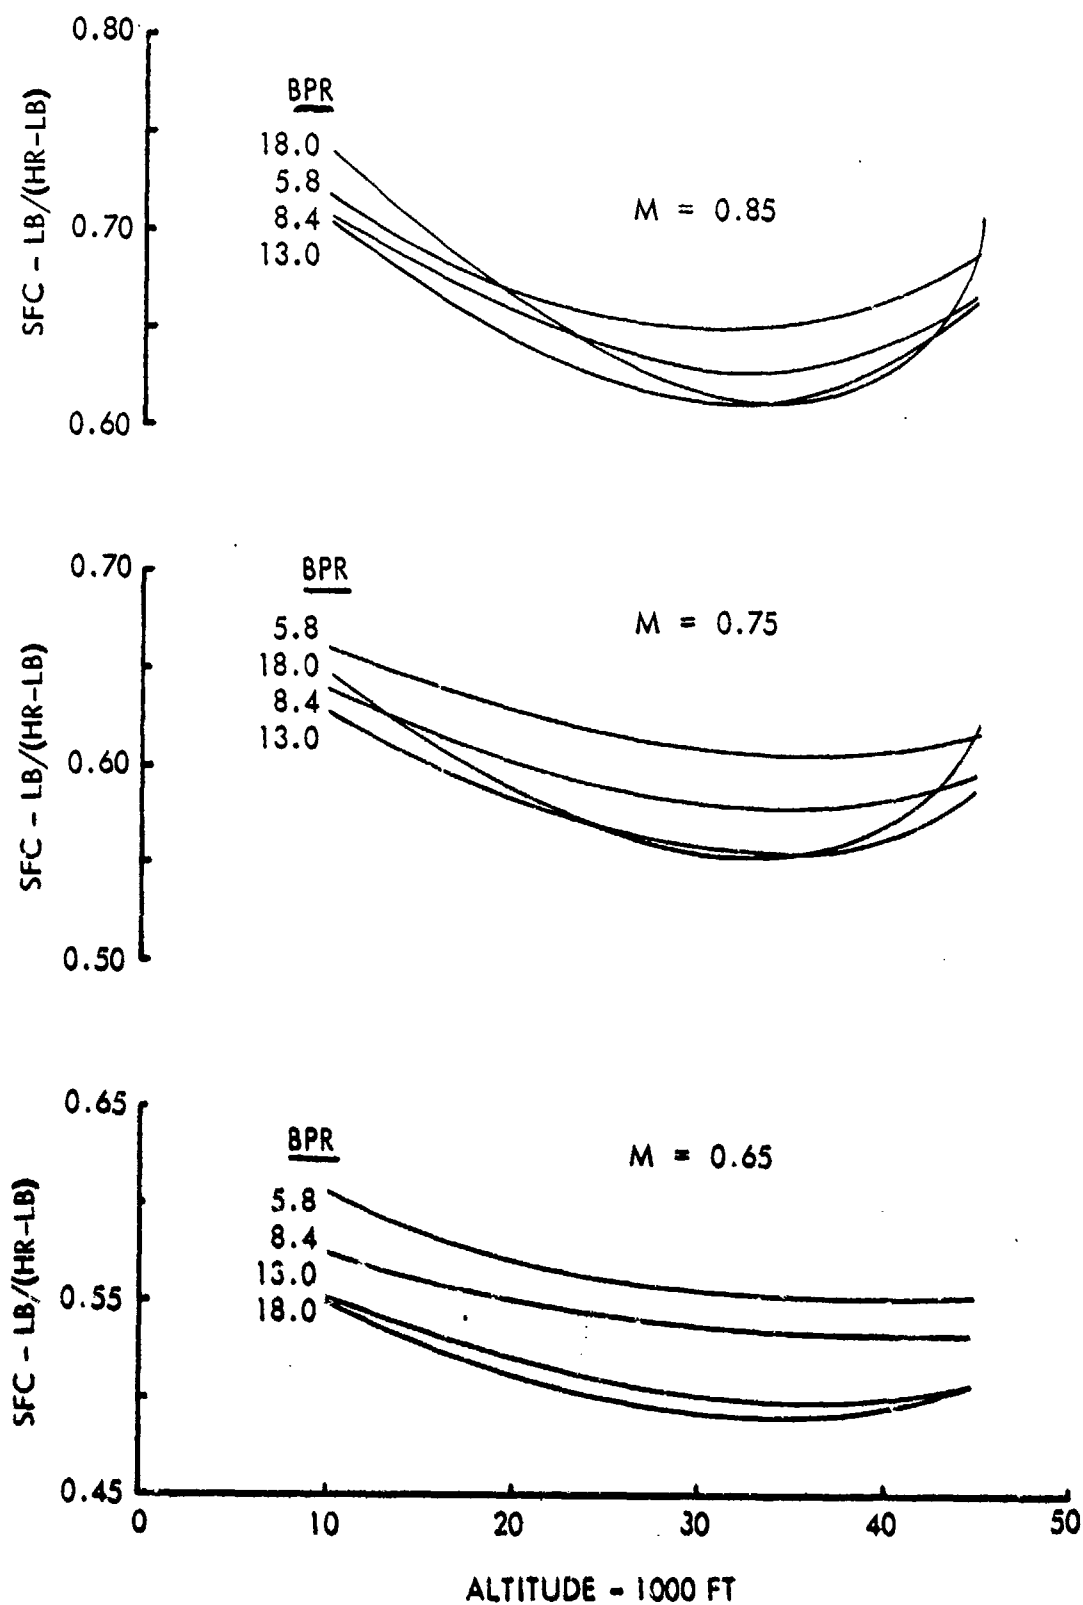 0.80
BPR
18.0
5.8
M = 0.85
8.4
0.70
13.0
0.60
SFC - LB/(HR-LB)
0.70
BPR
5.8
M = 0.75
18.0
8.4
13.0
0.60
0.50
SFC - LB/(HR-LB)
0.65
BPR
M = 0.65
5.8
8.4
13.0
0.55
18.0
0.45
SFC - LB/(HR-LB)
0 10 20 30 40 50
ALTITUDE - 1000 FT